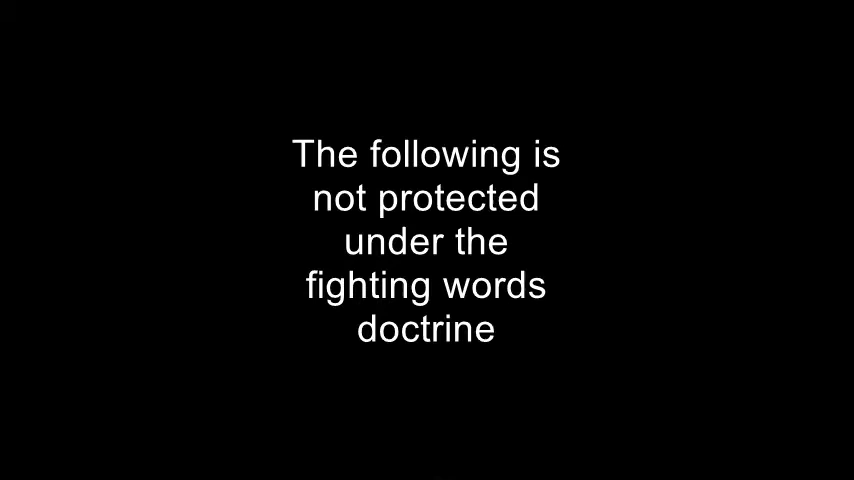 The following is
not protected
under the
fighting words
doctrine